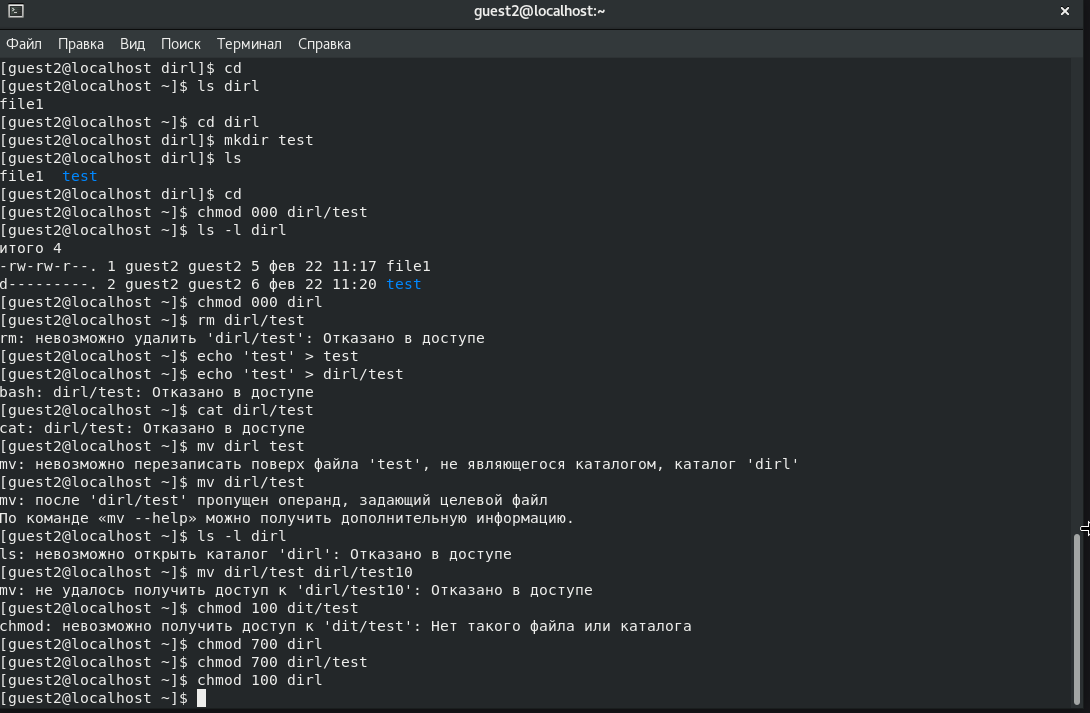 guest2@localhost:~
Файл Правка Вид Поиск Терминал Справка
[guest2@localhost dirl]$ cd
[guest2@localhost ~]$ ls dirl
file1
[guest2@localhost ~]$ cd dirl
[guest2@localhost dirl]$ mkdir test
[guest2@localhost dirl]$ ls
file1  test
[guest2@localhost dirl]$ cd
[guest2@localhost ~]$ chmod 000 dirl/test
[guest2@localhost ~]$ ls -l dirl
итого 4
-rw-rw-r--. 1 guest2 guest2 5 фев 22 11:17 file1
d---------. 2 guest2 guest2 6 фев 22 11:20 test
[guest2@localhost ~]$ chmod 000 dirl
[guest2@localhost ~]$ rm dirl/test
rm: невозможно удалить 'dirl/test': Отказано в доступе
[guest2@localhost ~]$ echo 'test' > test
[guest2@localhost ~]$ echo 'test' > dirl/test
bash: dirl/test: Отказано в доступе
[guest2@localhost ~]$ cat dirl/test
cat: dirl/test: Отказано в доступе
[guest2@localhost ~]$ mv dirl test
mv: невозможно перезаписать поверх файла 'test', не являющегося каталогом, каталог 'dirl'
[guest2@localhost ~]$ mv dirl/test
mv: после 'dirl/test' пропущен операнд, задающий целевой файл
По команде «mv --help» можно получить дополнительную информацию.
[guest2@localhost ~]$ ls -l dirl
ls: невозможно открыть каталог 'dirl': Отказано в доступе
[guest2@localhost ~]$ mv dirl/test dirl/test10
mv: не удалось получить доступ к 'dirl/test10': Отказано в доступе
[guest2@localhost ~]$ chmod 100 dit/test
chmod: невозможно получить доступ к 'dit/test': Нет такого файла или каталога
[guest2@localhost ~]$ chmod 700 dirl
[guest2@localhost ~]$ chmod 700 dirl/test
[guest2@localhost ~]$ chmod 100 dirl
[guest2@localhost ~]$